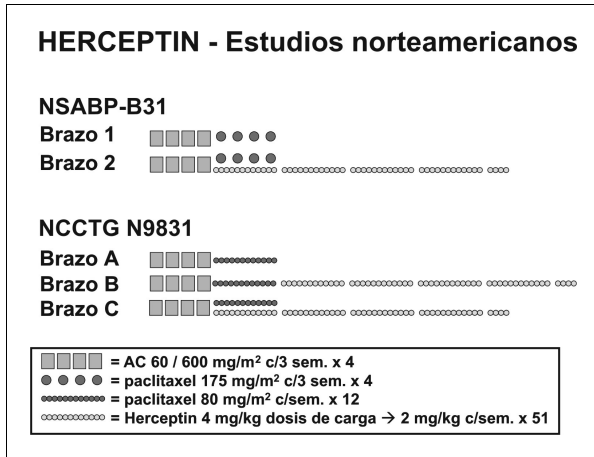 HERCEPTIN - Estudios norteamericanos
NSABP-B31
Brazo 1
Brazo 2
NCCTG N9831
Brazo A
Brazo B
Brazo C
= AC 60 / 600 mg/m² c/3 sem. x 4
= paclitaxel 175 mg/m² c/3 sem. x 4
= paclitaxel 80 mg/m² c/sem. x 12
= Herceptin 4 mg/kg dosis de carga → 2 mg/kg c/sem. x 51